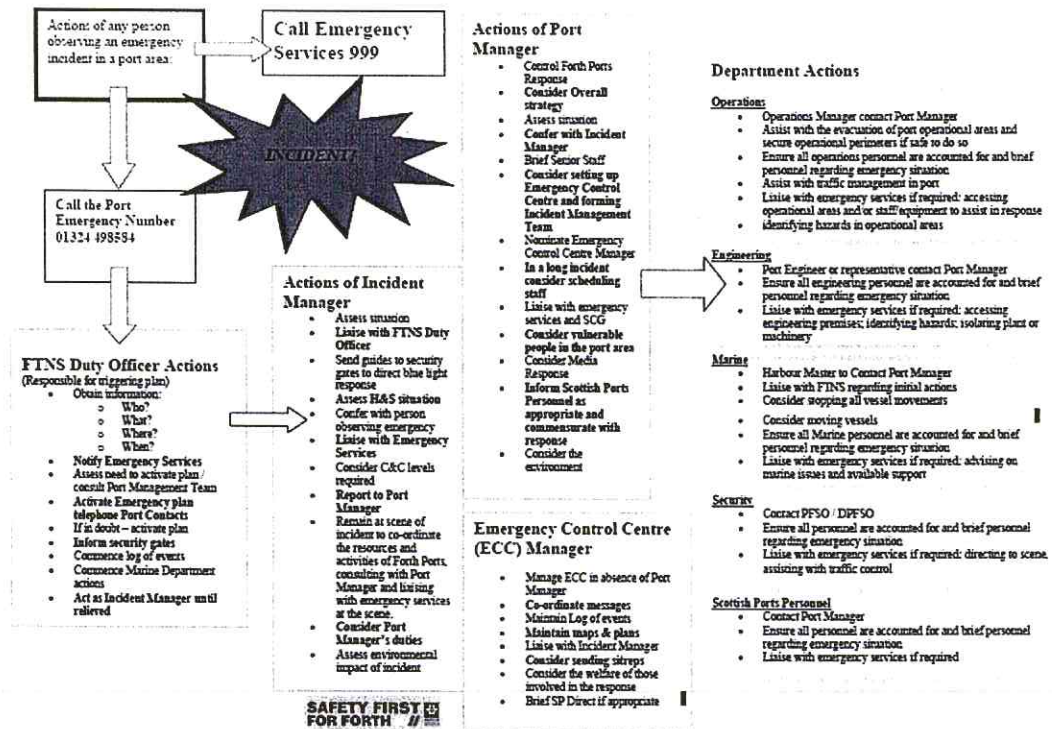 Actions of any person
observing an emergency
incident in a port area:
Call Emergency
Services 999
INCIDENT!
Call the Port
Emergency Number
01324 498584
FTNS Duty Officer Actions
(Responsible for triggering plan)
• Obtain information:
o Who?
o What?
o Where?
o When?
• Notify Emergency Services
• Assess need to activate plan /
consult Port Management Team
• Activate Emergency plan
telephone Port Contacts
• If in doubt – activate plan
• Inform security gates
• Commence log of events
• Commence Marine Department
actions
• Act as Incident Manager until
relieved
Actions of Incident
Manager
• Assess situation
• Liaise with FTNS Duty
Officer
• Send guides to security
gates to direct blue light
response
• Assess H&S situation
• Confer with person
observing emergency
• Liaise with Emergency
Services
• Consider C&C levels
required
• Report to Port
Manager
• Remain at scene of
incident to co-ordinate
the resources and
activities of Forth Ports,
consulting with Port
Manager and liaising
with emergency services
at the scene.
• Consider Port
Manager's duties
• Assess environmental
impact of incident
SAFETY FIRST
FOR FORTH //
Actions of Port
Manager
• Control Forth Ports
Response
• Consider Overall
strategy
• Assess situation
• Confer with Incident
Manager
• Brief Senior Staff
• Consider setting up
Emergency Control
Centre and forming
Incident Management
Team
• Nominate Emergency
Control Centre Manager
• In a long incident
consider scheduling
staff
• Liaise with emergency
services and SCG
• Consider vulnerable
people in the port area
• Consider Media
Response
• Inform Scottish Ports
Personnel as
appropriate and
commensurate with
response
• Consider the
environment
Emergency Control Centre
(ECC) Manager
• Manage ECC in absence of Port
Manager
• Co-ordinate messages
• Maintain Log of events
• Maintain maps & plans
• Liaise with Incident Manager
• Consider sending sitreps
• Consider the welfare of those
involved in the response
• Brief SP Direct if appropriate
Department Actions
Operations
• Operations Manager contact Port Manager
• Assist with the evacuation of port operational areas and
secure operational perimeters if safe to do so
• Ensure all operations personnel are accounted for and brief
personnel regarding emergency situation
• Assist with traffic management in port
• Liaise with emergency services if required: accessing
operational areas and/or staff/equipment to assist in response
• identifying hazards in operational areas
Engineering
• Port Engineer or representative contact Port Manager
• Ensure all engineering personnel are accounted for and brief
personnel regarding emergency situation
• Liaise with emergency services if required: accessing
engineering premises; identifying hazards; isolating plant or
machinery
Marine
• Harbour Master to Contact Port Manager
• Liaise with FTNS regarding initial actions
• Consider stopping all vessel movements
• Consider moving vessels
• Ensure all Marine personnel are accounted for and brief
personnel regarding emergency situation
• Liaise with emergency services if required: advising on
marine issues and available support
Security
• Contact PFSO / DPFSO
• Ensure all personnel are accounted for and brief personnel
regarding emergency situation
• Liaise with emergency services if required: directing to scene,
assisting with traffic control
Scottish Ports Personnel
• Contact Port Manager
• Ensure all personnel are accounted for and brief personnel
regarding emergency situation
• Liaise with emergency services if required